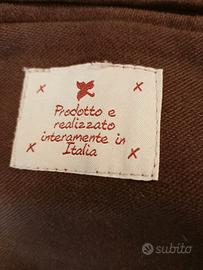 Prodotto e
realizzato
interamente in
Italia
subito